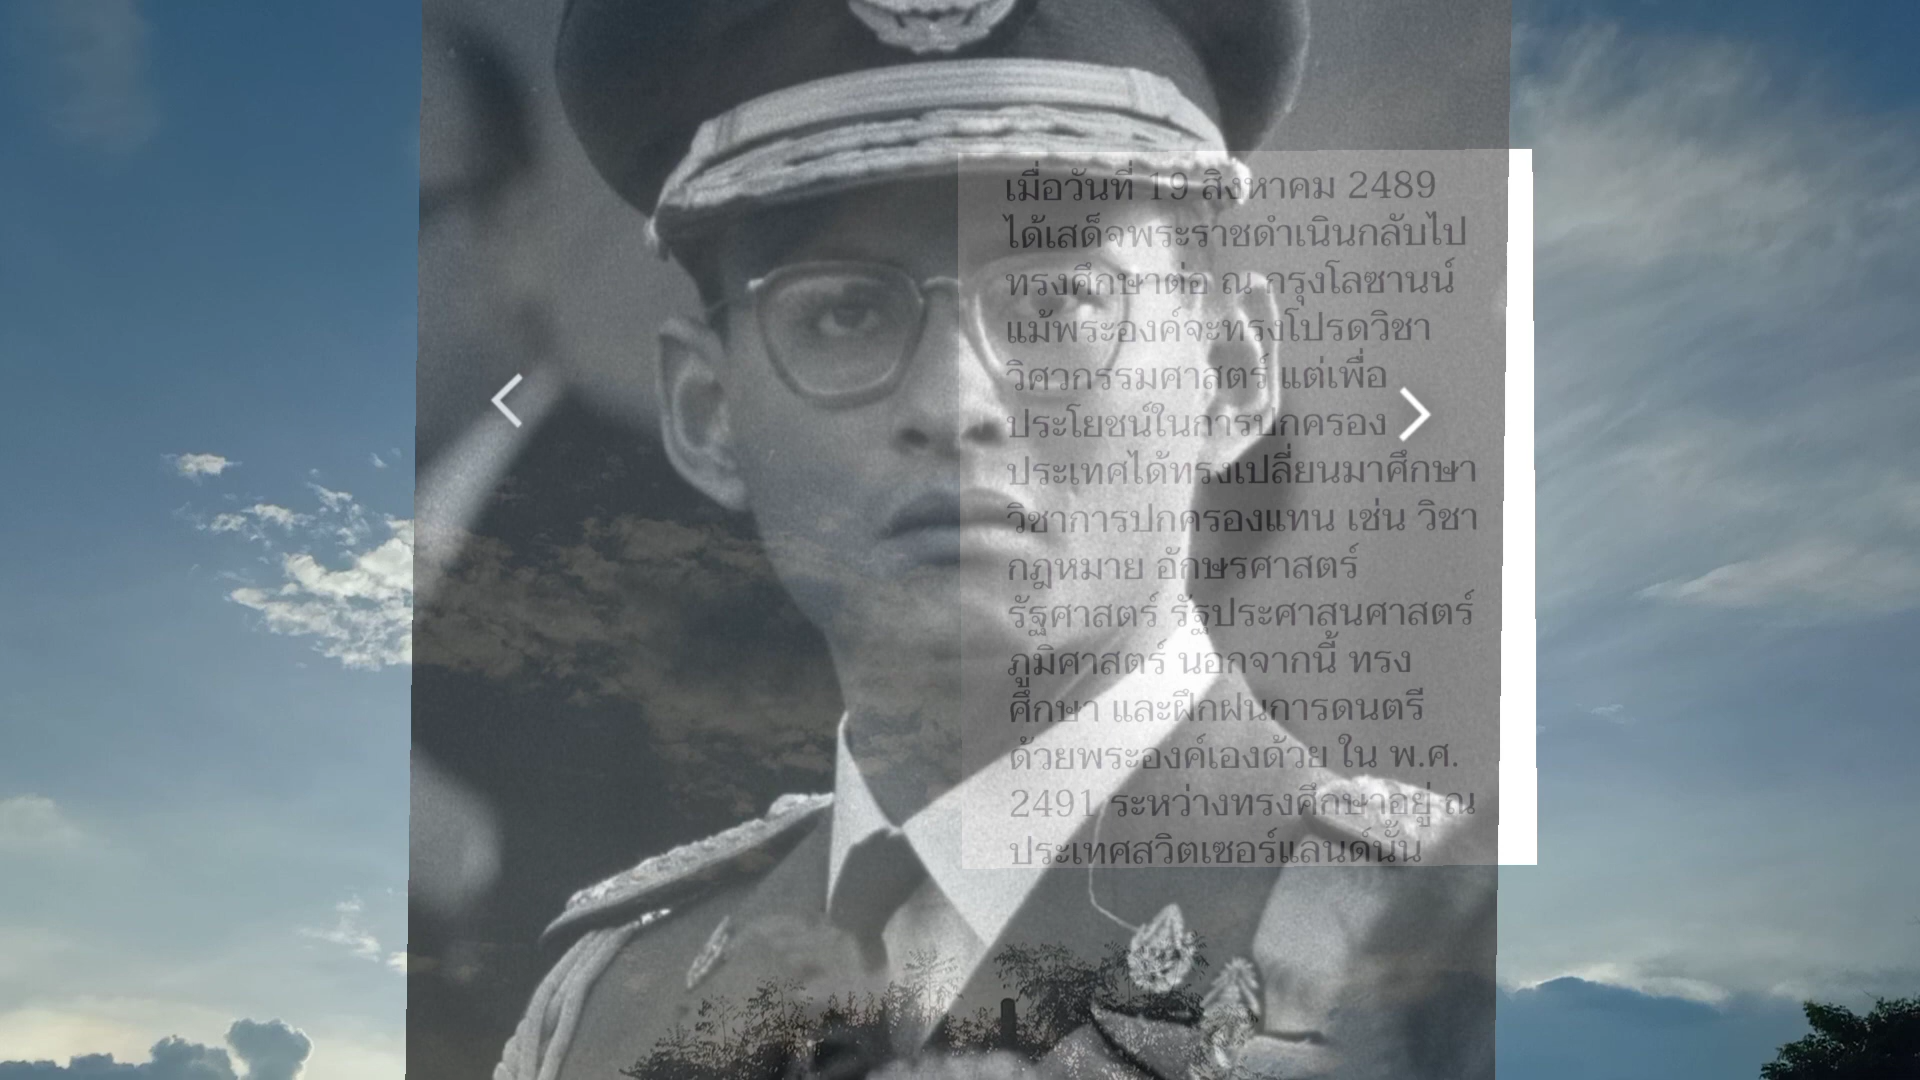 เมื่อวันที่ 19 สิงหาคม 2489
ได้เสด็จพระราชดำเนินกลับไป
ทรงศึกษาต่อ ณ กรุงโลซานน์
แม้พระองค์จะทรงโปรดวิชา
วิศวกรรมศาสตร์ แต่เพื่อ
ประโยชน์ในการปกครอง
ประเทศได้ทรงเปลี่ยนมาศึกษา
วิชาการปกครองแทน เช่น วิชา
กฎหมาย อักษรศาสตร์
รัฐศาสตร์ รัฐประศาสนศาสตร์
ภูมิศาสตร์ นอกจากนี้ ทรง
ศึกษา และฝึกฝนการดนตรี
ด้วยพระองค์เองด้วย ใน พ.ศ.
2491 ระหว่างทรงศึกษาอยู่ ณ
ประเทศสวิตเซอร์แลนด์นั้น